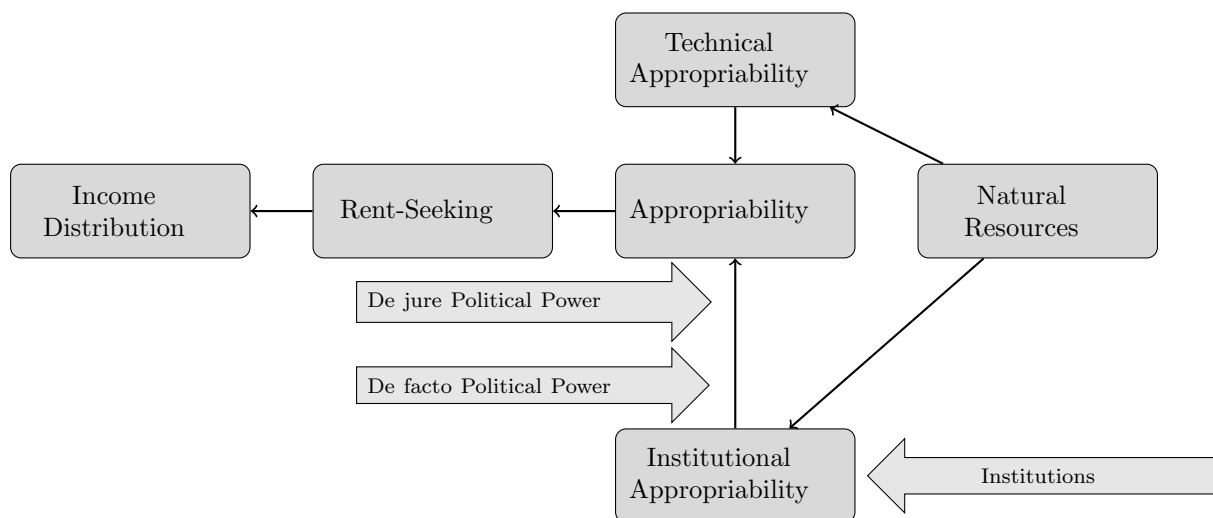 Technical
Appropriability
Income
Distribution
Rent-Seeking
Appropriability
Natural
Resources
De jure Political Power
De facto Political Power
Institutional
Appropriability
Institutions